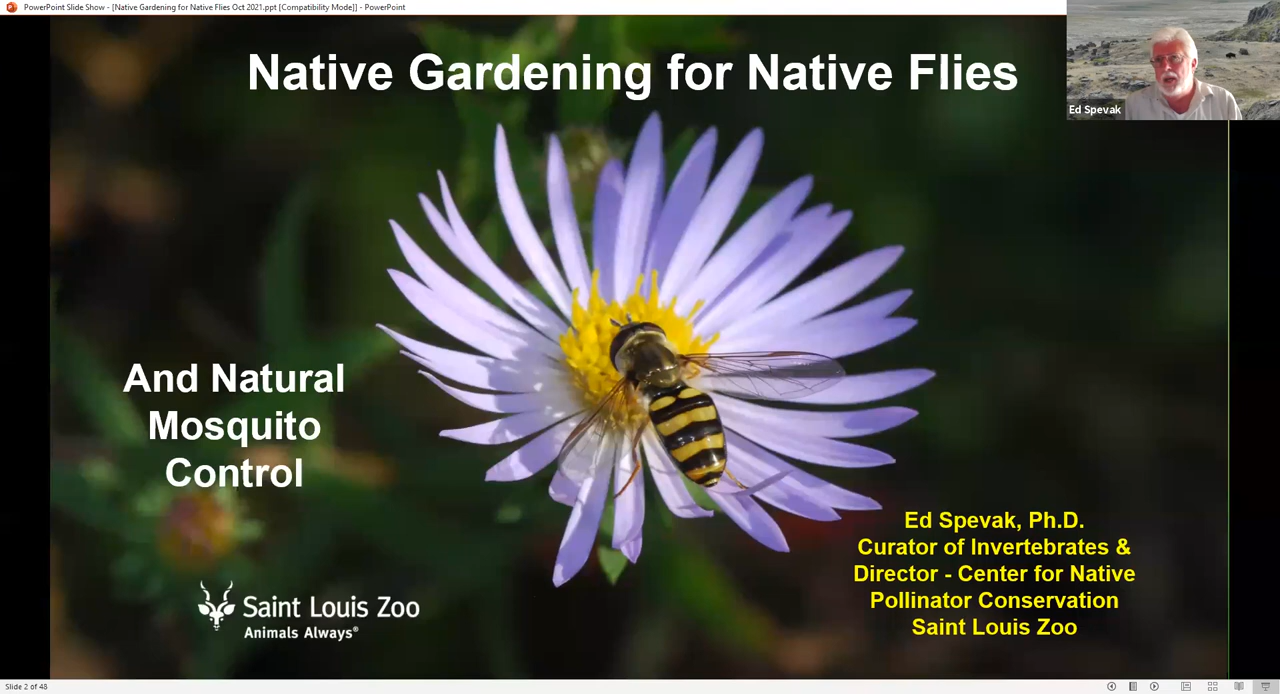 PowerPoint Slide Show - [Native Gardening for Native Flies Oct 2021.ppt [Compatibility Mode]] - PowerPoint
Native Gardening for Native Flies
Ed Spevak
And Natural
Mosquito
Control
Ed Spevak, Ph.D.
Curator of Invertebrates &
Director - Center for Native
Pollinator Conservation
Saint Louis Zoo
Saint Louis Zoo
Animals Always®
Slide 2 of 48